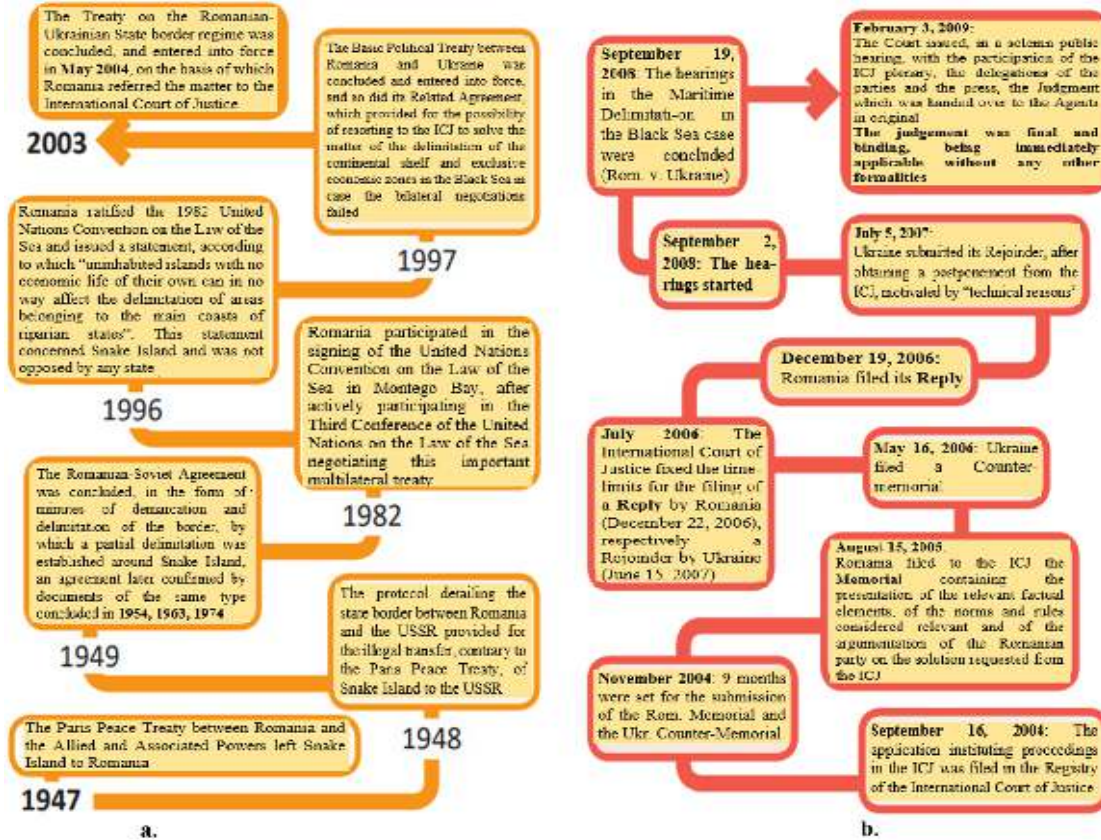 The Treaty on the Romanian-
Ukrainian State border regime was
concluded, and entered into force
in May 2004, on the basis of which
Romania referred the matter to the
International Court of Justice
2003
The Basic Political Treaty between
Romania and Ukraine was
concluded and entered into force,
and so did its Related Agreement,
which provided for the possibility
of resorting to the ICJ to solve the
matter of the delimitation of the
continental shelf and exclusive
economic zones in the Black Sea in
case the bilateral negotiations
failed
1997
Romania ratified the 1982 United
Nations Convention on the Law of the
Sea and issued a statement, according
to which "uninhabited islands with no
economic life of their own can in no
way affect the delimitation of areas
belonging to the main coasts of
riparian states". This statement
concerned Snake Island and was not
opposed by any state
1996
Romania participated in the
signing of the United Nations
Convention on the Law of the
Sea in Montego Bay, after
actively participating in the
Third Conference of the United
Nations on the Law of the Sea
negotiating this important
multilateral treaty
1982
The Romanian-Soviet Agreement
was concluded, in the form of
minutes of demarcation and
delimitation of the border, by
which a partial delimitation was
established around Snake Island,
an agreement later confirmed by
documents of the same type
concluded in 1954, 1963, 1974
1949
The protocol detailing the
state border between Romania
and the USSR provided for
the illegal transfer, contrary to
the Paris Peace Treaty, of
Snake Island to the USSR
1948
The Paris Peace Treaty between Romania and
the Allied and Associated Powers left Snake
Island to Romania
1947
a.
September 19,
2008: The hearings
in the Maritime
Delimitati-on in
the Black Sea case
were concluded
(Rom. v. Ukraine)
February 3, 2009:
The Court issued, in a solemn public
hearing, with the participation of the
ICJ plenary, the delegations of the
parties and the press, the Judgment
which was handed over to the Agents
in original
The judgement was final and
binding, being immediately
applicable without any other
formalities
September 2,
2008: The hea-
rings started
July 5, 2007:
Ukraine submitted its Rejoinder, after
obtaining a postponement from the
ICJ, motivated by "technical reasons"
December 19, 2006:
Romania filed its Reply
July 2006: The
International Court of
Justice fixed the time-
limits for the filing of
a Reply by Romania
(December 22, 2006),
respectively a
Rejoinder by Ukraine
(June 15, 2007)
May 16, 2006: Ukraine
filed a Counter-
memorial
August 15, 2005:
Romania filed to the ICJ the
Memorial containing the
presentation of the relevant factual
elements, of the norms and rules
considered relevant and of the
argumentation of the Romanian
party on the solution requested from
the ICJ
November 2004: 9 months
were set for the submission
of the Rom. Memorial and
the Ukr. Counter-Memorial
September 16, 2004: The
application instituting proceedings
in the ICJ was filed in the Registry
of the International Court of Justice
b.